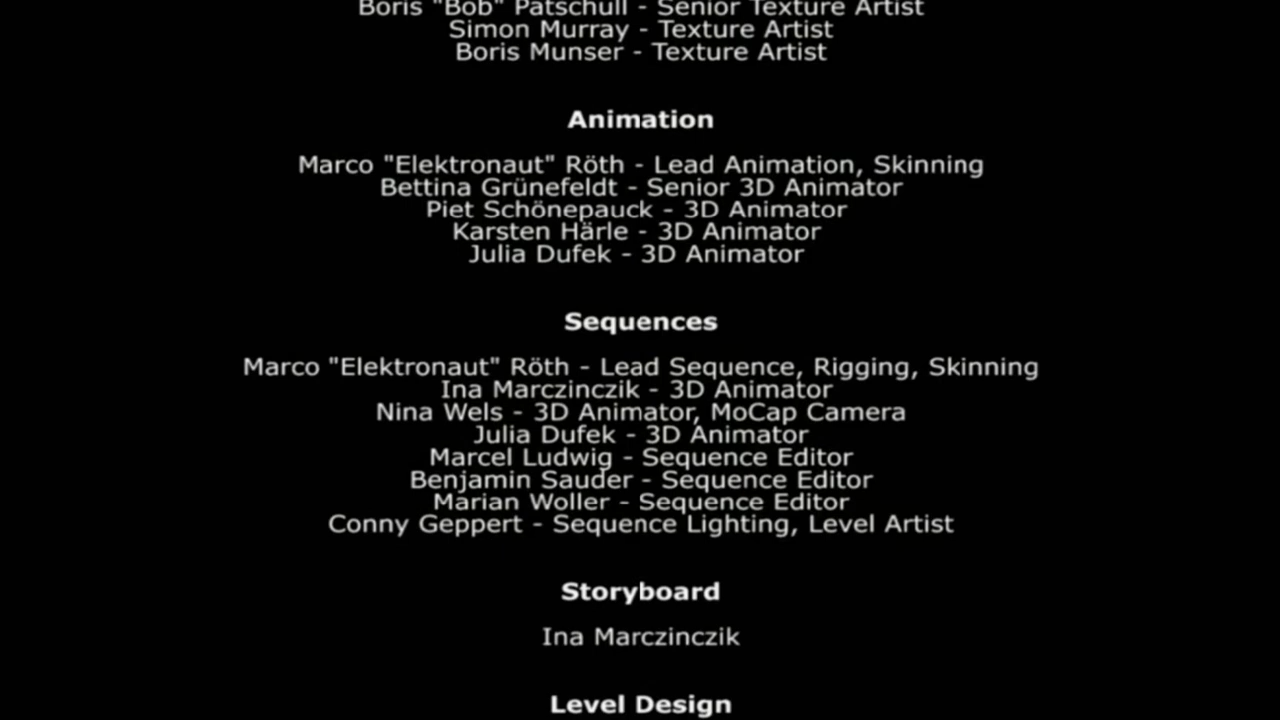 Boris "Bob" Patschull - Senior Texture Artist
Simon Murray - Texture Artist
Boris Munser - Texture Artist
Animation
Marco "Elektronaut" Röth - Lead Animation, Skinning
Bettina Grünefeldt - Senior 3D Animator
Piet Schönepauck - 3D Animator
Karsten Härle - 3D Animator
Julia Dufek - 3D Animator
Sequences
Marco "Elektronaut" Röth - Lead Sequence, Rigging, Skinning
Ina Marczinczik - 3D Animator
Nina Wels - 3D Animator, MoCap Camera
Julia Dufek - 3D Animator
Marcel Ludwig - Sequence Editor
Benjamin Sauder - Sequence Editor
Marian Woller - Sequence Editor
Conny Geppert - Sequence Lighting, Level Artist
Storyboard
Ina Marczinczik
Level Design